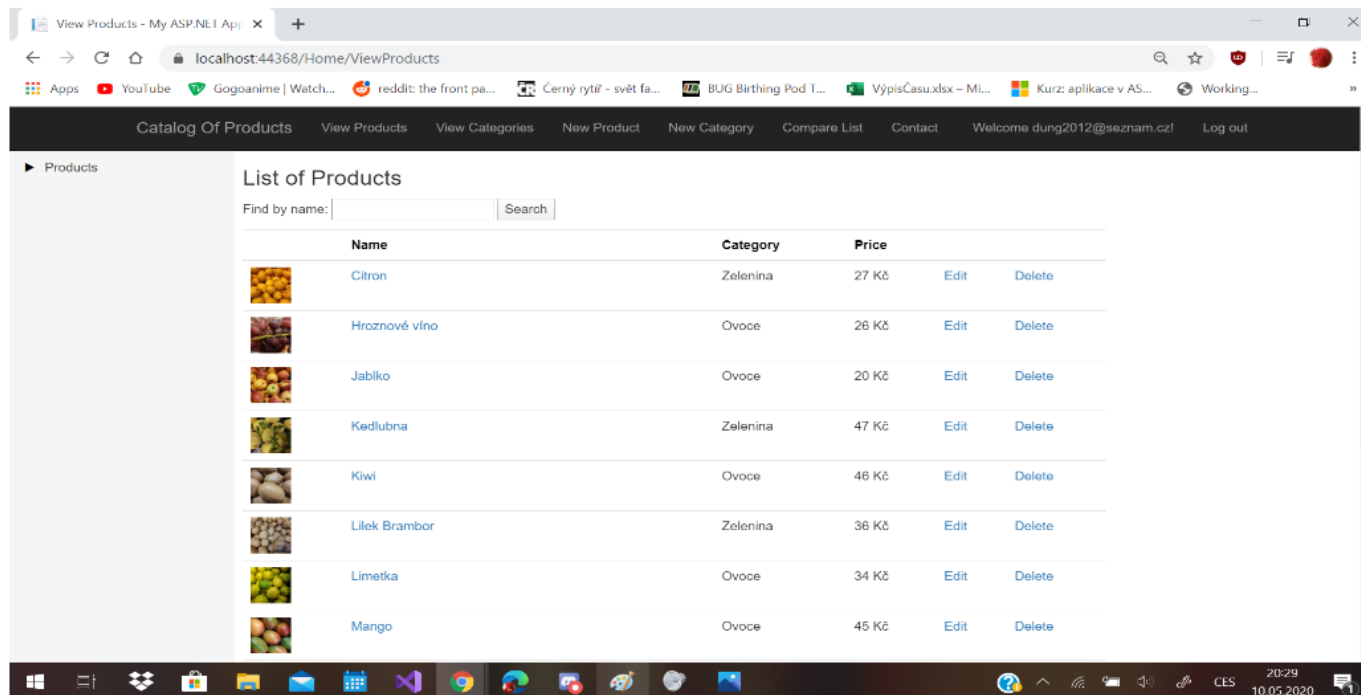 View Products - My ASP.NET App
localhost:44368/Home/ViewProducts
Apps YouTube Gogoanime | Watch... reddit: the front pa... Černý rytíř - svět fa... BUG Birthing Pod T... VýpisČasu.xlsx – Mi... Kurz: aplikace v AS... Working... »
Catalog Of Products View Products View Categories New Product New Category Compare List Contact Welcome dung2012@seznam.cz! Log out
Products
List of Products
Find by name: Search
Name Category Price
Citron Zelenina 27 Kč Edit Delete
Hroznové víno Ovoce 26 Kč Edit Delete
Jablko Ovoce 20 Kč Edit Delete
Kedlubna Zelenina 47 Kč Edit Delete
Kiwi Ovoce 46 Kč Edit Delete
Lilek Brambor Zelenina 36 Kč Edit Delete
Limetka Ovoce 34 Kč Edit Delete
Mango Ovoce 45 Kč Edit Delete
CES 20:29
10.05.2020